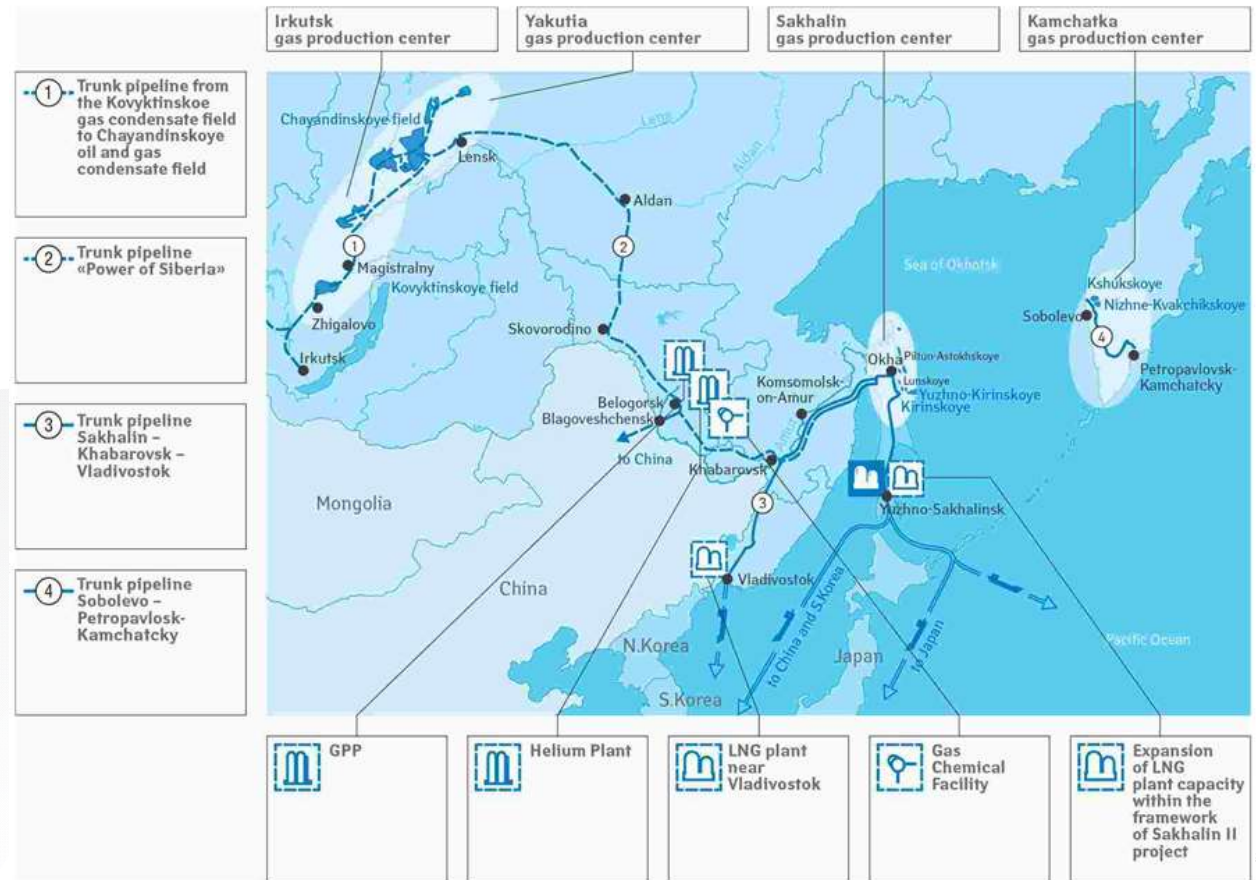 Irkutsk
gas production center
Yakutia
gas production center
Sakhalin
gas production center
Kamchatka
gas production center
1
Trunk pipeline from
the Kovyktinskoe
gas condensate field
to Chayandinskoye
oil and gas
condensate field
2
Trunk pipeline
«Power of Siberia»
3
Trunk pipeline
Sakhalin –
Khabarovsk –
Vladivostok
4
Trunk pipeline
Sobolevo –
Petropavlosk-
Kamchatcky
Chayandinskoye field
Lena
Lensk
Aldan
Aldan
2
1
Magistralny
Kovyktinskoye field
Zhigalovo
Irkutsk
Skovorodino
Sea of Okhotsk
Kshukskoye
Nizhne-Kvakchikskoye
Sobolevo
4
Petropavlovsk-
Kamchatcky
Okha
Piltun-Astokhskoye
Lunskoye
Yuzhno-Kirinskoye
Kirinskoye
Komsomolsk-
on-Amur
Amur
Belogorsk
Blagoveshchensk
to China
Khabarovsk
3
Yuzhno-Sakhalinsk
Mongolia
China
Vladivostok
N.Korea
S.Korea
Japan
to China and S.Korea
to Japan
Pacific Ocean
GPP
Helium Plant
LNG plant
near
Vladivostok
Gas
Chemical
Facility
Expansion
of LNG
plant capacity
within the
framework
of Sakhalin II
project